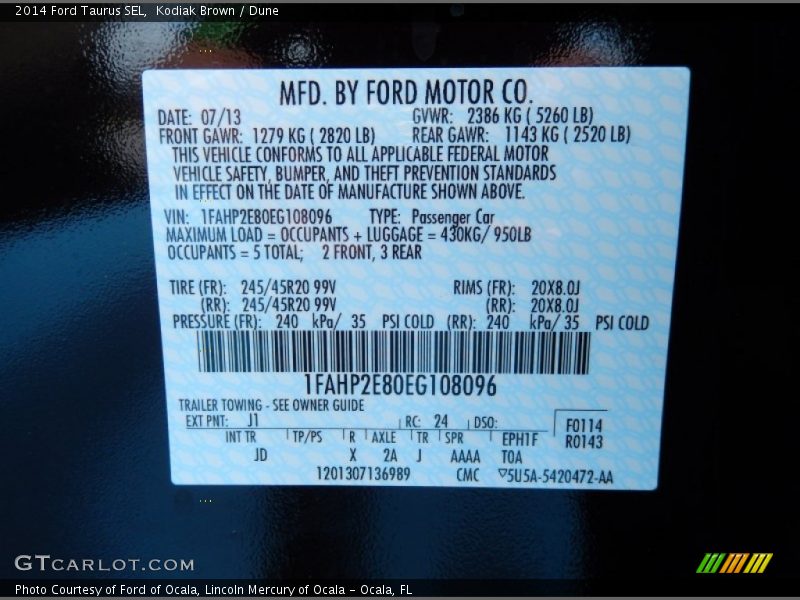 2014 Ford Taurus SEL,  Kodiak Brown / Dune
MFD. BY FORD MOTOR CO.
DATE: 07/13 GVWR: 2386 KG ( 5260 LB)
FRONT GAWR: 1279 KG ( 2820 LB) REAR GAWR: 1143 KG ( 2520 LB)
THIS VEHICLE CONFORMS TO ALL APPLICABLE FEDERAL MOTOR
VEHICLE SAFETY, BUMPER, AND THEFT PREVENTION STANDARDS
IN EFFECT ON THE DATE OF MANUFACTURE SHOWN ABOVE.
VIN: 1FAHP2E80EG108096 TYPE: Passenger Car
MAXIMUM LOAD = OCCUPANTS + LUGGAGE = 430KG/ 950LB
OCCUPANTS = 5 TOTAL; 2 FRONT, 3 REAR
TIRE (FR): 245/45R20 99V RIMS (FR): 20X8.0J
(RR): 245/45R20 99V (RR): 20X8.0J
PRESSURE (FR): 240 kPa/ 35 PSI COLD (RR): 240 kPa/ 35 PSI COLD
1FAHP2E80EG108096
TRAILER TOWING - SEE OWNER GUIDE
EXT PNT: J1 RC: 24 DSO: F0114
INT TR TP/PS R AXLE TR SPR EPH1F R0143
JD X 2A J AAAA TOA
1201307136989 CMC ▽5U5A-5420472-AA
GTCARLOT.COM
Photo Courtesy of Ford of Ocala, Lincoln Mercury of Ocala - Ocala, FL